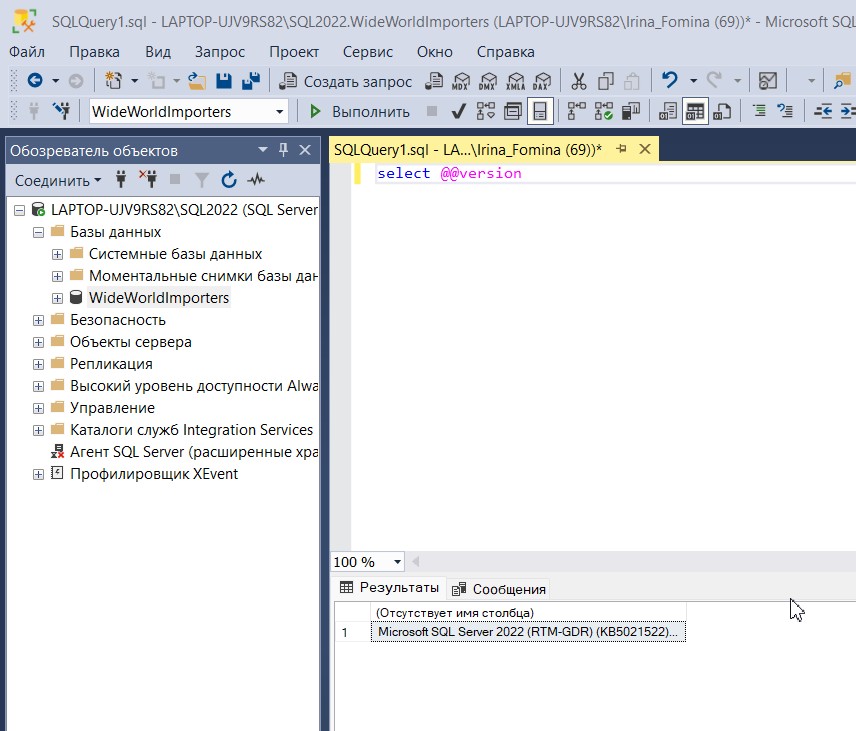 SQLQuery1.sql - LAPTOP-UJV9RS82\SQL2022.WideWorldImporters (LAPTOP-UJV9RS82\Irina_Fomina (69))* - Microsoft SQL
Файл Правка Вид Запрос Проект Сервис Окно Справка
Создать запрос MDX DMX XMLA DAX
WideWorldImporters Выполнить
Обозреватель объектов
SQLQuery1.sql - LA...\Irina_Fomina (69))*
Соединить
select @@version
LAPTOP-UJV9RS82\SQL2022 (SQL Server
Базы данных
Системные базы данных
Моментальные снимки базы дан
WideWorldImporters
Безопасность
Объекты сервера
Репликация
Высокий уровень доступности Alwa
Управление
Каталоги служб Integration Services
Агент SQL Server (расширенные хра
Профилировщик XEvent
100 %
Результаты Сообщения
(Отсутствует имя столбца)
1 Microsoft SQL Server 2022 (RTM-GDR) (KB5021522)...